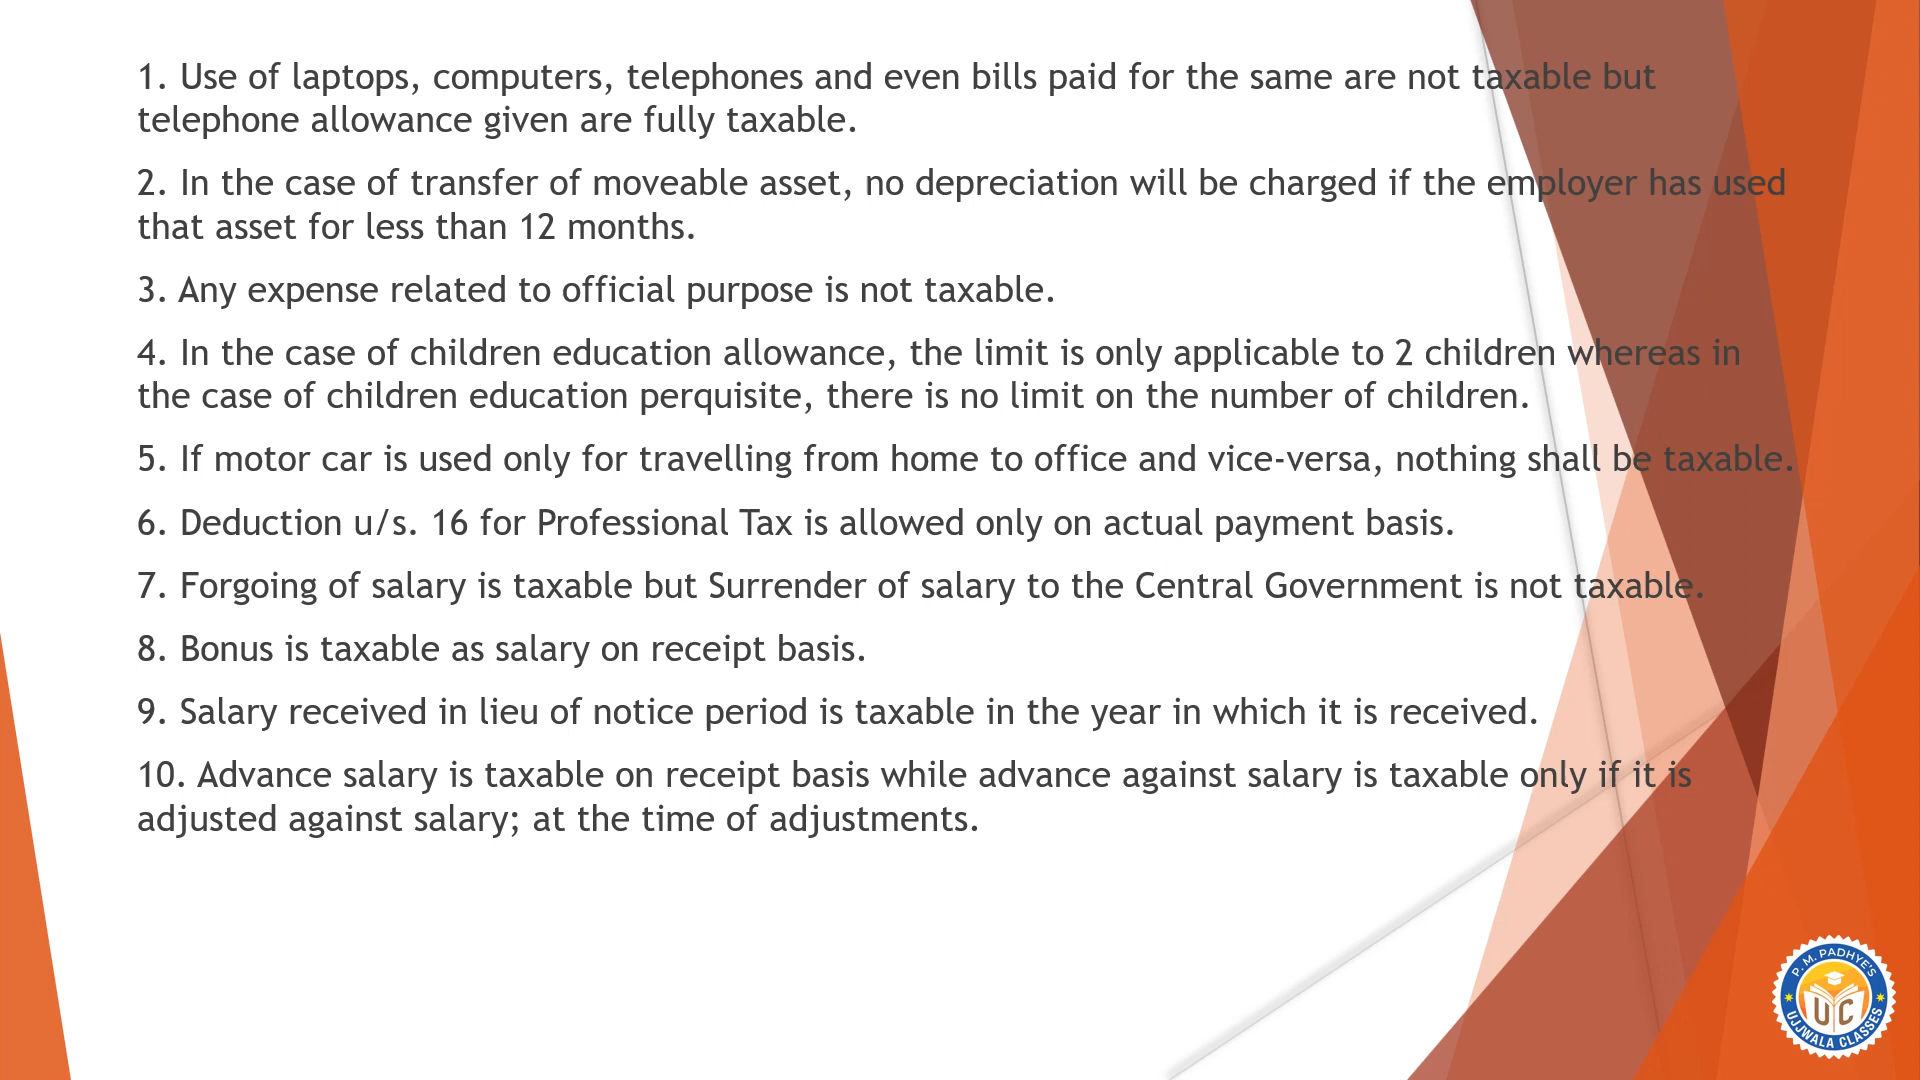 1. Use of laptops, computers, telephones and even bills paid for the same are not taxable but
telephone allowance given are fully taxable.
2. In the case of transfer of moveable asset, no depreciation will be charged if the employer has used
that asset for less than 12 months.
3. Any expense related to official purpose is not taxable.
4. In the case of children education allowance, the limit is only applicable to 2 children whereas in
the case of children education perquisite, there is no limit on the number of children.
5. If motor car is used only for travelling from home to office and vice-versa, nothing shall be taxable.
6. Deduction u/s. 16 for Professional Tax is allowed only on actual payment basis.
7. Forgoing of salary is taxable but Surrender of salary to the Central Government is not taxable.
8. Bonus is taxable as salary on receipt basis.
9. Salary received in lieu of notice period is taxable in the year in which it is received.
10. Advance salary is taxable on receipt basis while advance against salary is taxable only if it is
adjusted against salary; at the time of adjustments.
P. M. PADHYE'S
UC
UJJWALA CLASSES